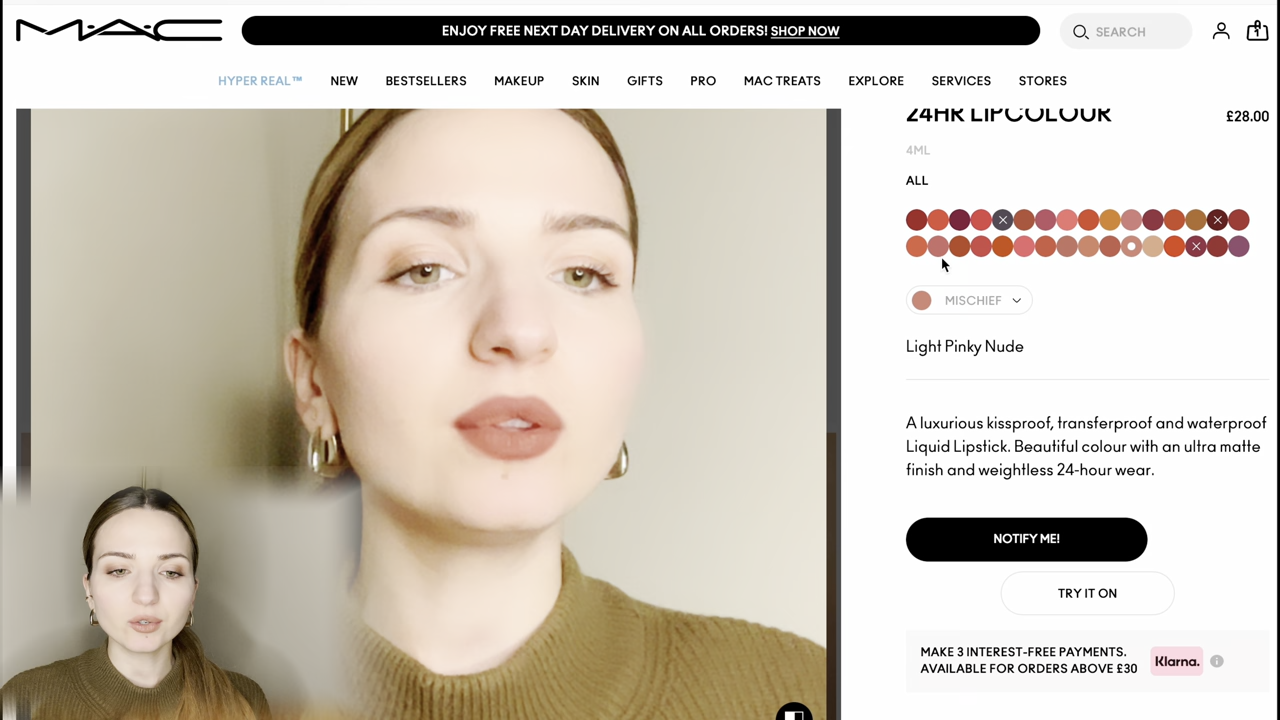 MAC
ENJOY FREE NEXT DAY DELIVERY ON ALL ORDERS! SHOP NOW
SEARCH
1
HYPER REAL™ NEW BESTSELLERS MAKEUP SKIN GIFTS PRO MAC TREATS EXPLORE SERVICES STORES
24HR LIPCOLOUR £28.00
4ML
ALL
MISCHIEF
Light Pinky Nude
A luxurious kissproof, transferproof and waterproof
Liquid Lipstick. Beautiful colour with an ultra matte
finish and weightless 24-hour wear.
NOTIFY ME!
TRY IT ON
MAKE 3 INTEREST-FREE PAYMENTS.
AVAILABLE FOR ORDERS ABOVE £30
Klarna.